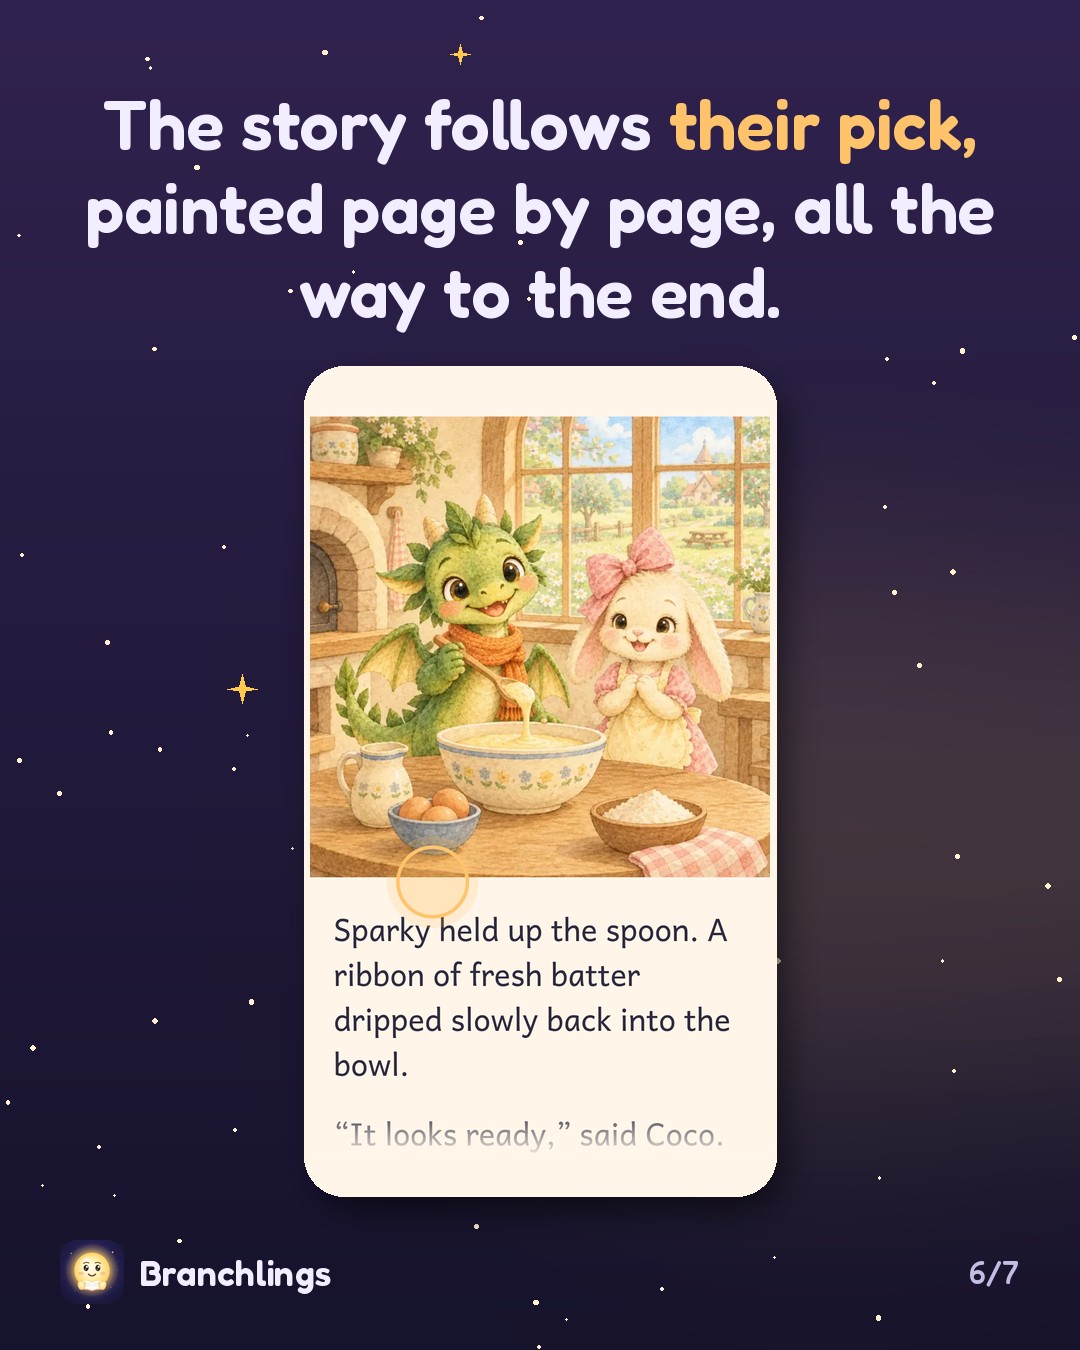 The story follows their pick,
painted page by page, all the
way to the end.
Sparky held up the spoon. A
ribbon of fresh batter
dripped slowly back into the
bowl.
“It looks ready,” said Coco.
Branchlings
6/7